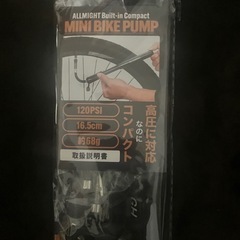 ALLMIGHT Built-in Compact
MINI BIKE PUMP
120PSI
16.5cm
約68g
取扱説明書
高圧に対応
なのに
コンパクト